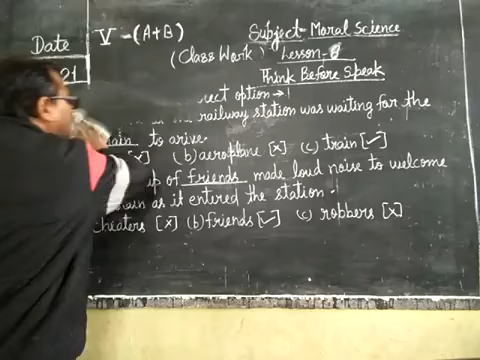 Date
21
V - (A+B)
Subject- Moral Science
(Class Work) Lesson-8
Think Before Speak
option →
railway station was waiting for the
to arive.
[x] (b) aeroplane [x] (c) train [✓]
of friends made loud noise to welcome
as it entered the station.
cheaters [x] (b) friends [✓] (c) robbers [x]